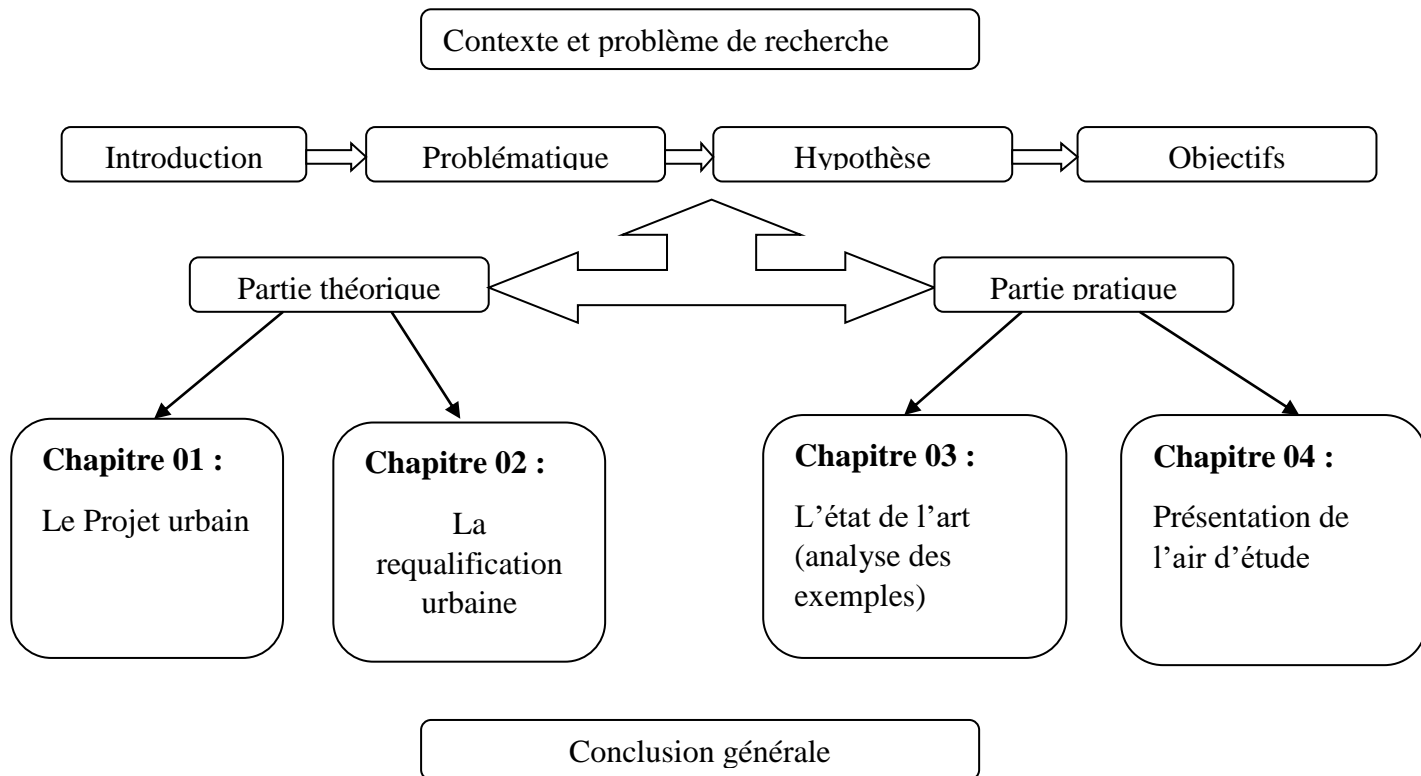 Contexte et problème de recherche
Introduction
Problématique
Hypothèse
Objectifs
Partie théorique
Partie pratique
Chapitre 01 :
Le Projet urbain
Chapitre 02 :
La
requalification
urbaine
Chapitre 03 :
L’état de l’art
(analyse des
exemples)
Chapitre 04 :
Présentation de
l’air d’étude
Conclusion générale